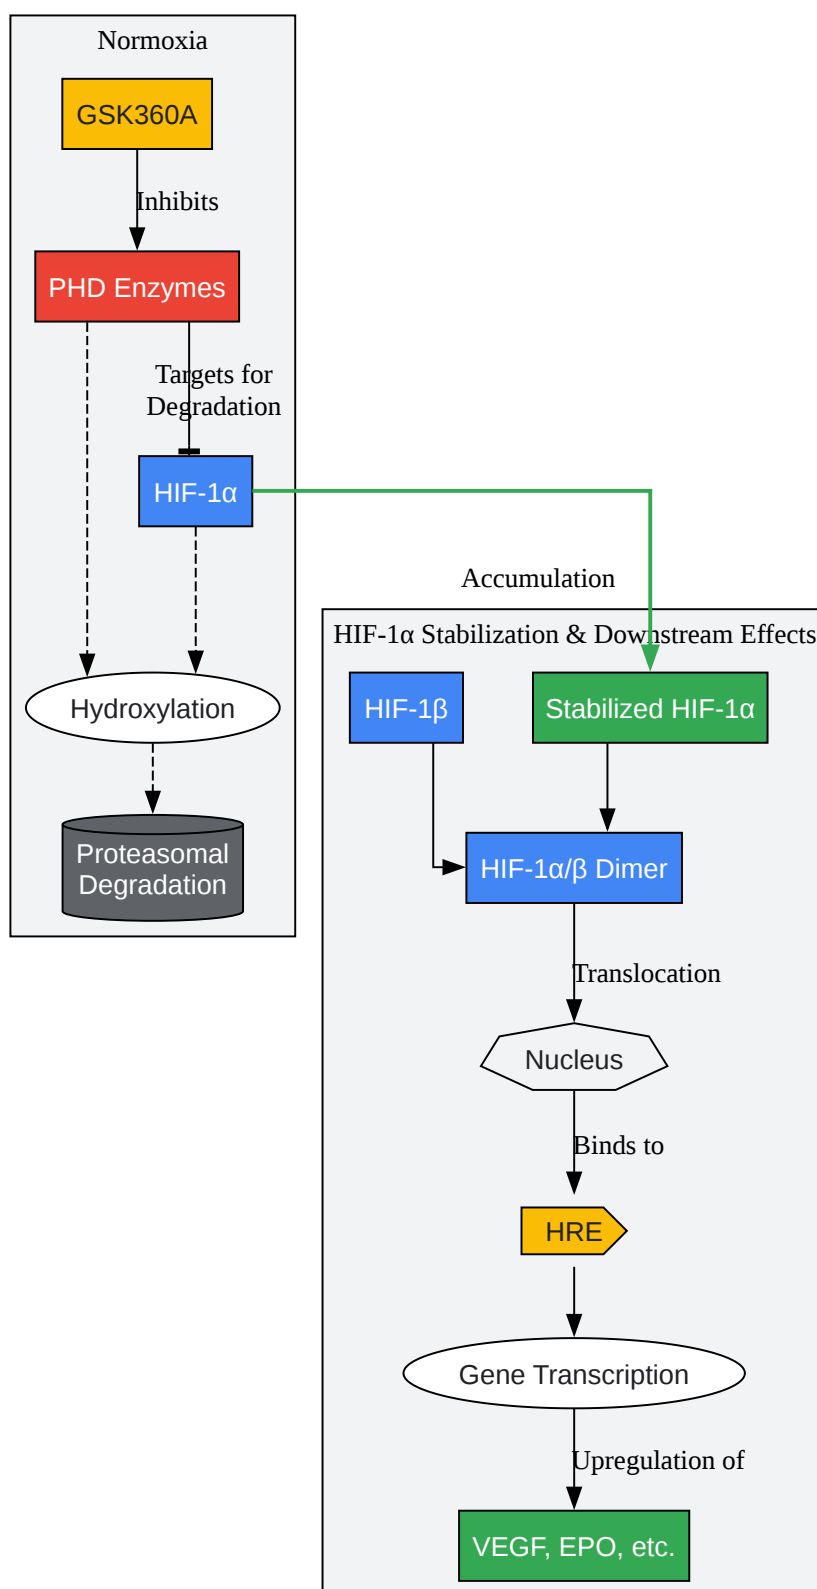 Normoxia
GSK360A
Inhibits
PHD Enzymes
Targets for
Degradation
HIF-1α
Accumulation
Hydroxylation
Proteasomal
Degradation
HIF-1α Stabilization & Downstream Effects
HIF-1β
Stabilized HIF-1α
HIF-1α/β Dimer
Translocation
Nucleus
Binds to
HRE
Gene Transcription
Upregulation of
VEGF, EPO, etc.